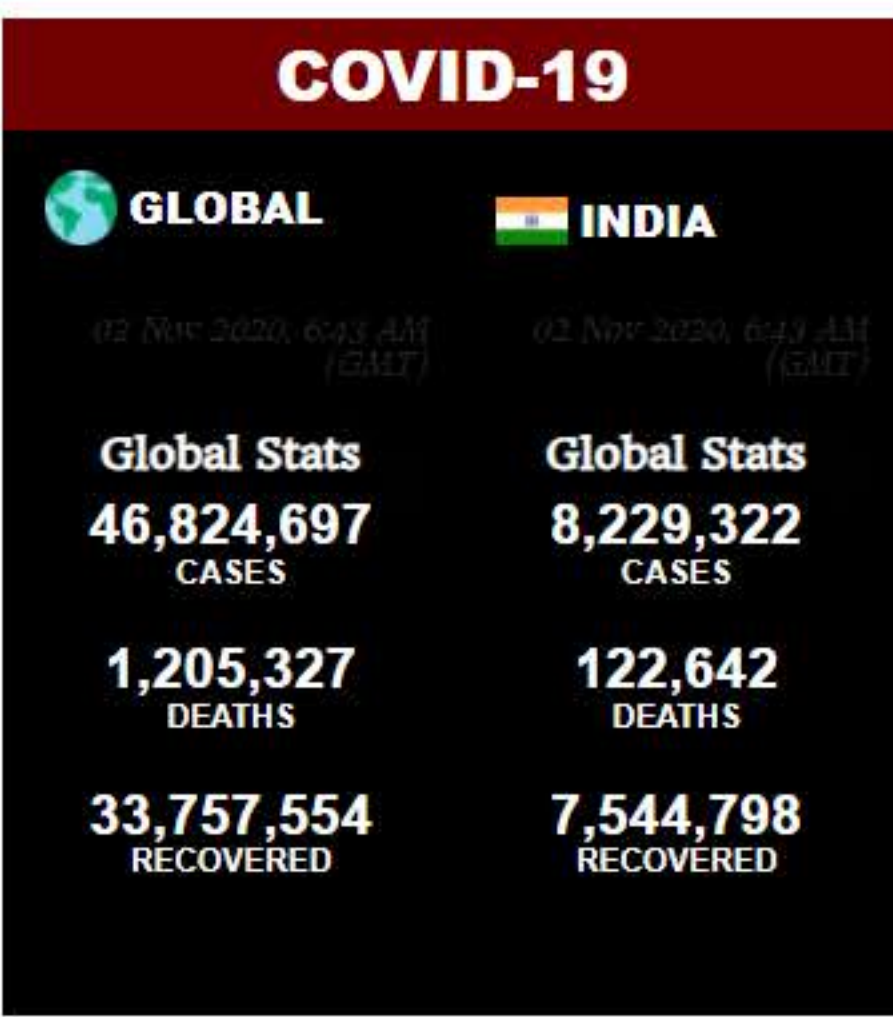 COVID-19
GLOBAL
INDIA
02 Nov 2020, 6:43 AM
(GMT)
02 Nov 2020, 6:43 AM
(GMT)
Global Stats
46,824,697
CASES
1,205,327
DEATHS
33,757,554
RECOVERED
Global Stats
8,229,322
CASES
122,642
DEATHS
7,544,798
RECOVERED